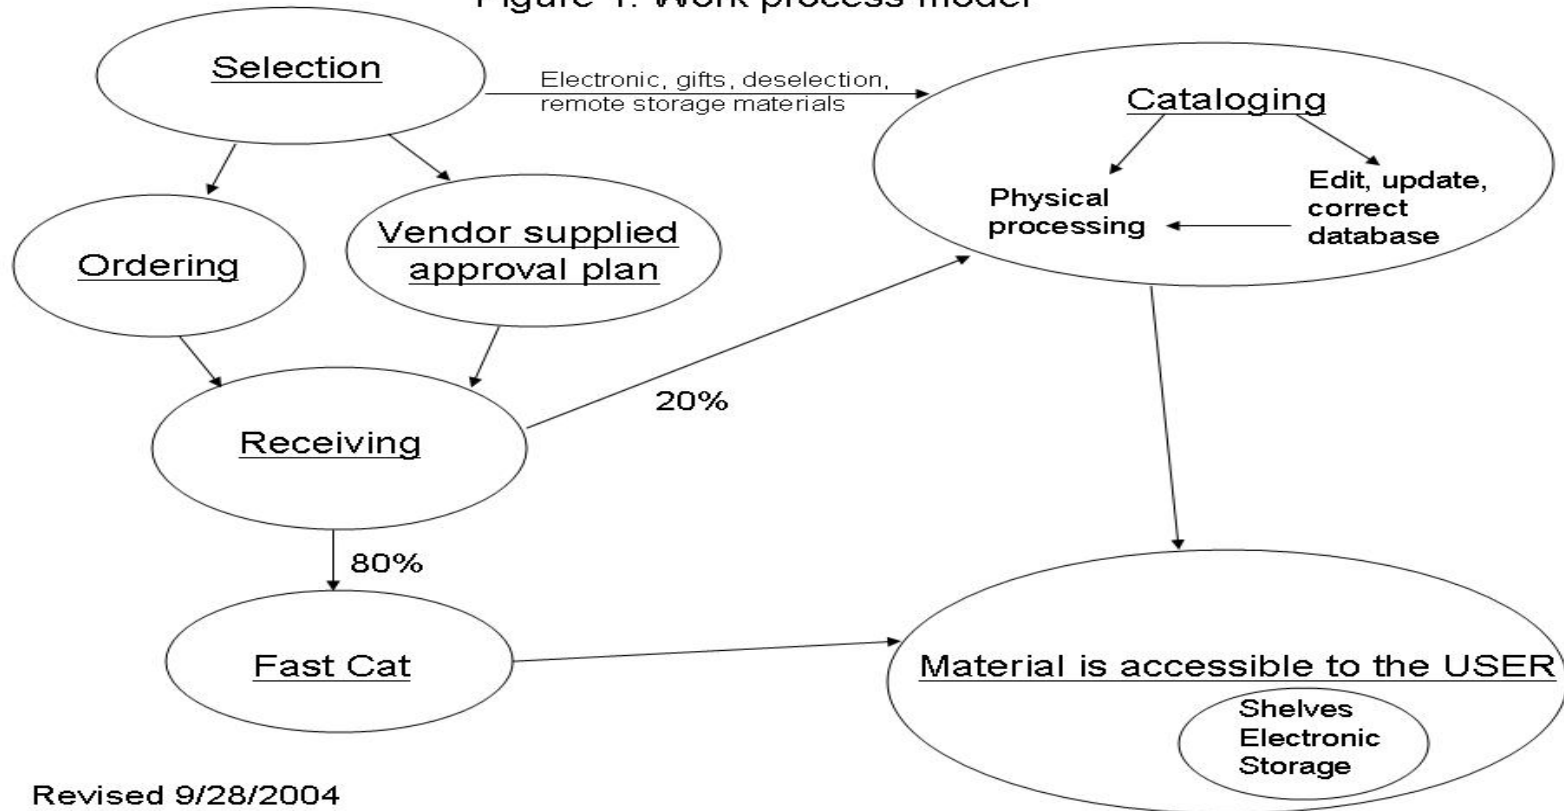 Figure 1. Work process model
Selection
Electronic, gifts, deselection,
remote storage materials
Cataloging
Physical
processing
Edit, update,
correct
database
Ordering
Vendor supplied
approval plan
Receiving
20%
80%
Fast Cat
Material is accessible to the USER
Shelves
Electronic
Storage
Revised 9/28/2004